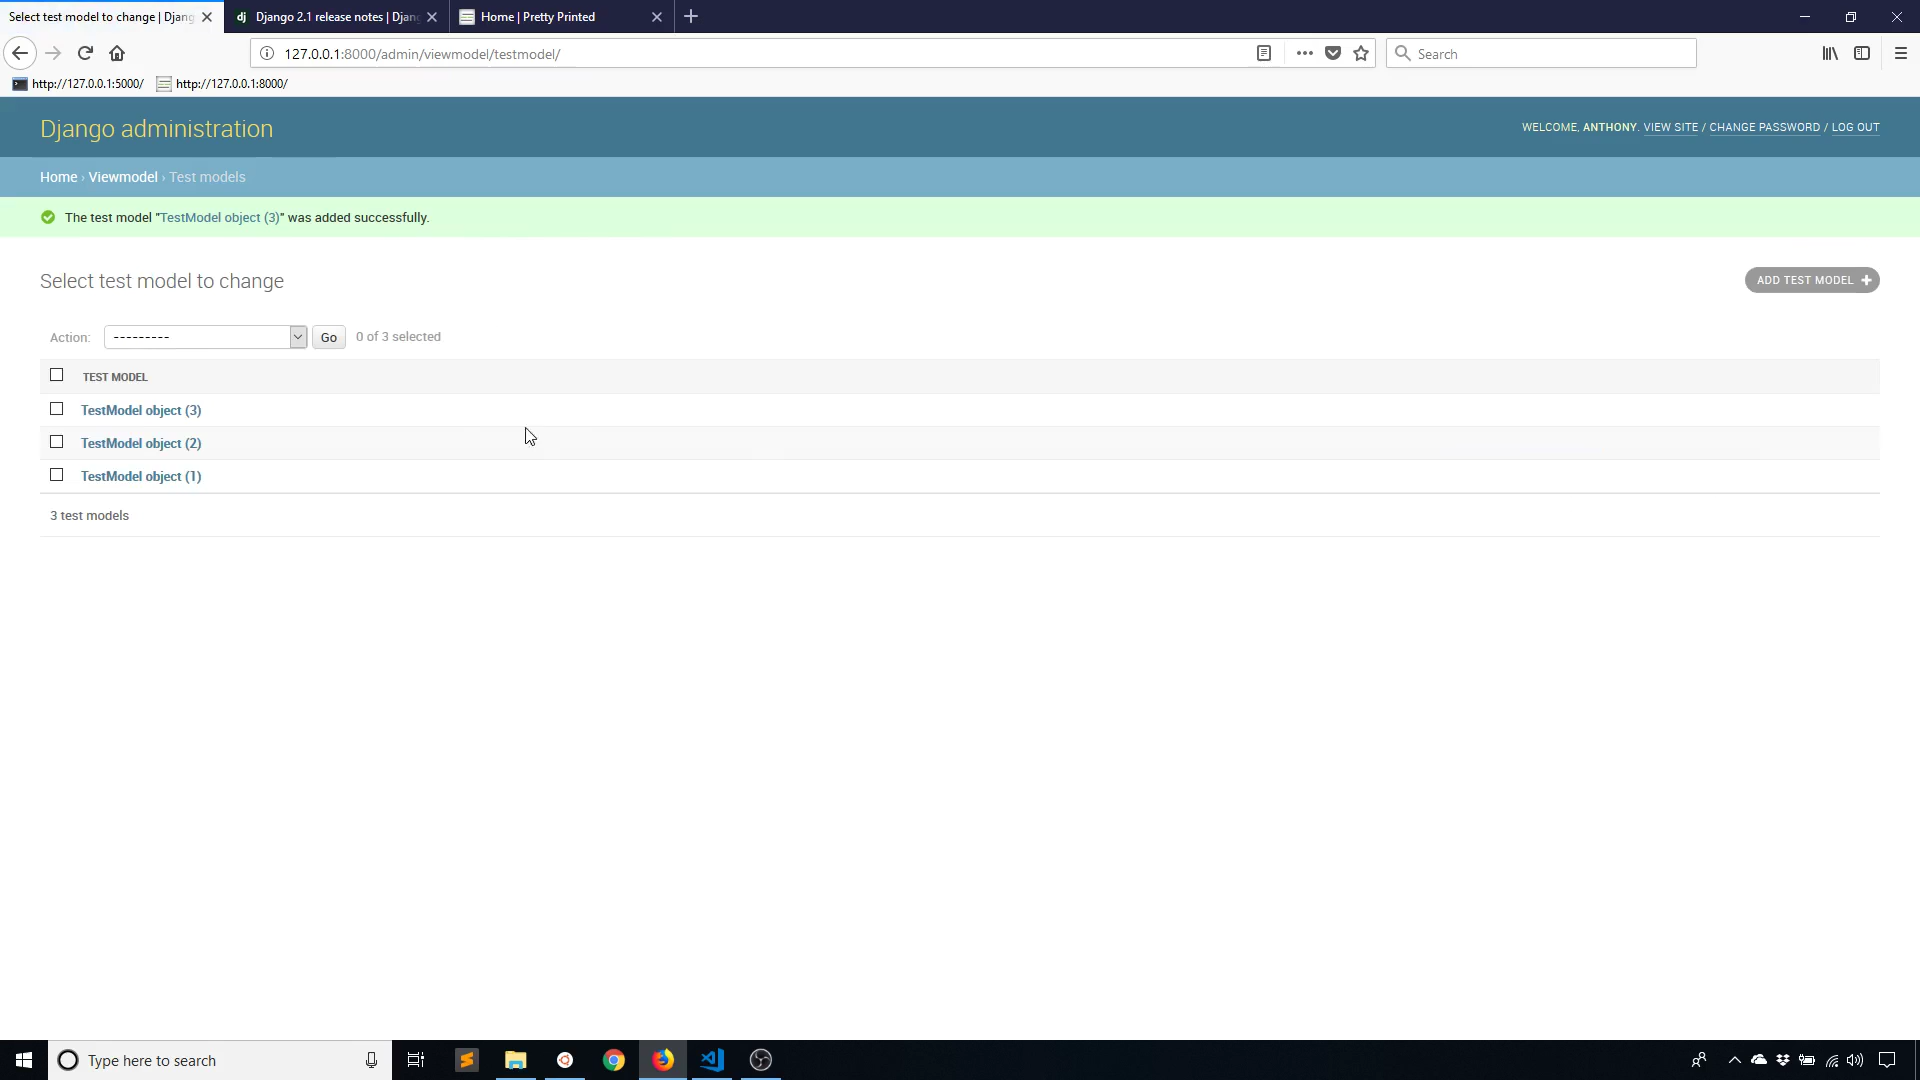 Select test model to change | Djang
dj Django 2.1 release notes | Djang
Home | Pretty Printed
127.0.0.1:8000/admin/viewmodel/testmodel/
Search
http://127.0.0.1:5000/
http://127.0.0.1:8000/
Django administration
WELCOME, ANTHONY. VIEW SITE / CHANGE PASSWORD / LOG OUT
Home › Viewmodel › Test models
The test model "TestModel object (3)" was added successfully.
Select test model to change
ADD TEST MODEL +
Action: --------- Go 0 of 3 selected
TEST MODEL
TestModel object (3)
TestModel object (2)
TestModel object (1)
3 test models
Type here to search